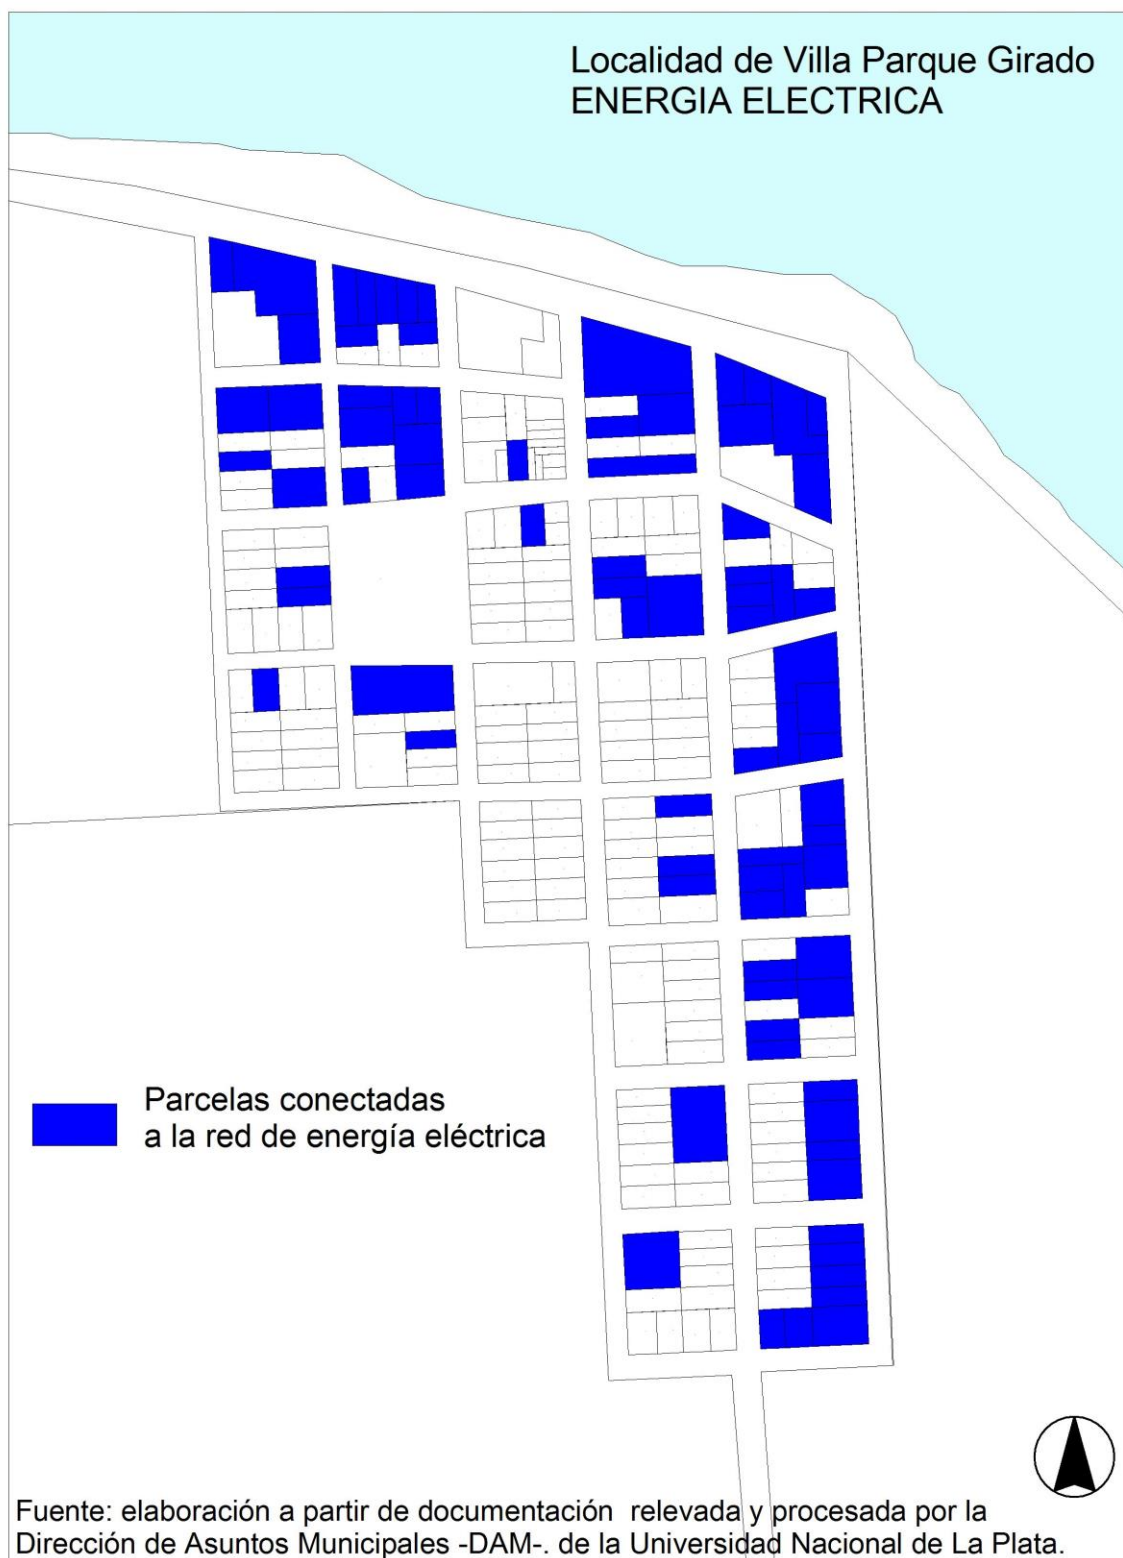 Localidad de Villa Parque Girado
ENERGIA ELECTRICA
Parcelas conectadas
a la red de energía eléctrica
Fuente: elaboración a partir de documentación relevada y procesada por la
Dirección de Asuntos Municipales -DAM-. de la Universidad Nacional de La Plata.